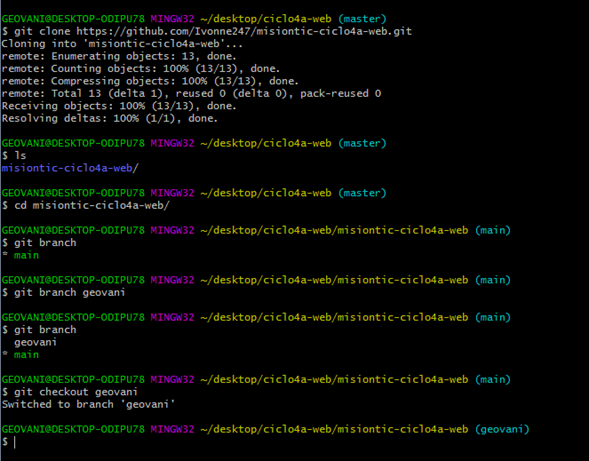 GEOVANI@DESKTOP-ODIPU78 MINGW32 ~/desktop/ciclo4a-web (master)
$ git clone https://github.com/Ivonne247/misiontic-ciclo4a-web.git
Cloning into 'misiontic-ciclo4a-web'...
remote: Enumerating objects: 13, done.
remote: Counting objects: 100% (13/13), done.
remote: Compressing objects: 100% (13/13), done.
remote: Total 13 (delta 1), reused 0 (delta 0), pack-reused 0
Receiving objects: 100% (13/13), done.
Resolving deltas: 100% (1/1), done.
GEOVANI@DESKTOP-ODIPU78 MINGW32 ~/desktop/ciclo4a-web (master)
$ ls
misiontic-ciclo4a-web/
GEOVANI@DESKTOP-ODIPU78 MINGW32 ~/desktop/ciclo4a-web (master)
$ cd misiontic-ciclo4a-web/
GEOVANI@DESKTOP-ODIPU78 MINGW32 ~/desktop/ciclo4a-web/misiontic-ciclo4a-web (main)
$ git branch
* main
GEOVANI@DESKTOP-ODIPU78 MINGW32 ~/desktop/ciclo4a-web/misiontic-ciclo4a-web (main)
$ git branch geovani
GEOVANI@DESKTOP-ODIPU78 MINGW32 ~/desktop/ciclo4a-web/misiontic-ciclo4a-web (main)
$ git branch
  geovani
* main
GEOVANI@DESKTOP-ODIPU78 MINGW32 ~/desktop/ciclo4a-web/misiontic-ciclo4a-web (main)
$ git checkout geovani
Switched to branch 'geovani'
GEOVANI@DESKTOP-ODIPU78 MINGW32 ~/desktop/ciclo4a-web/misiontic-ciclo4a-web (geovani)
$